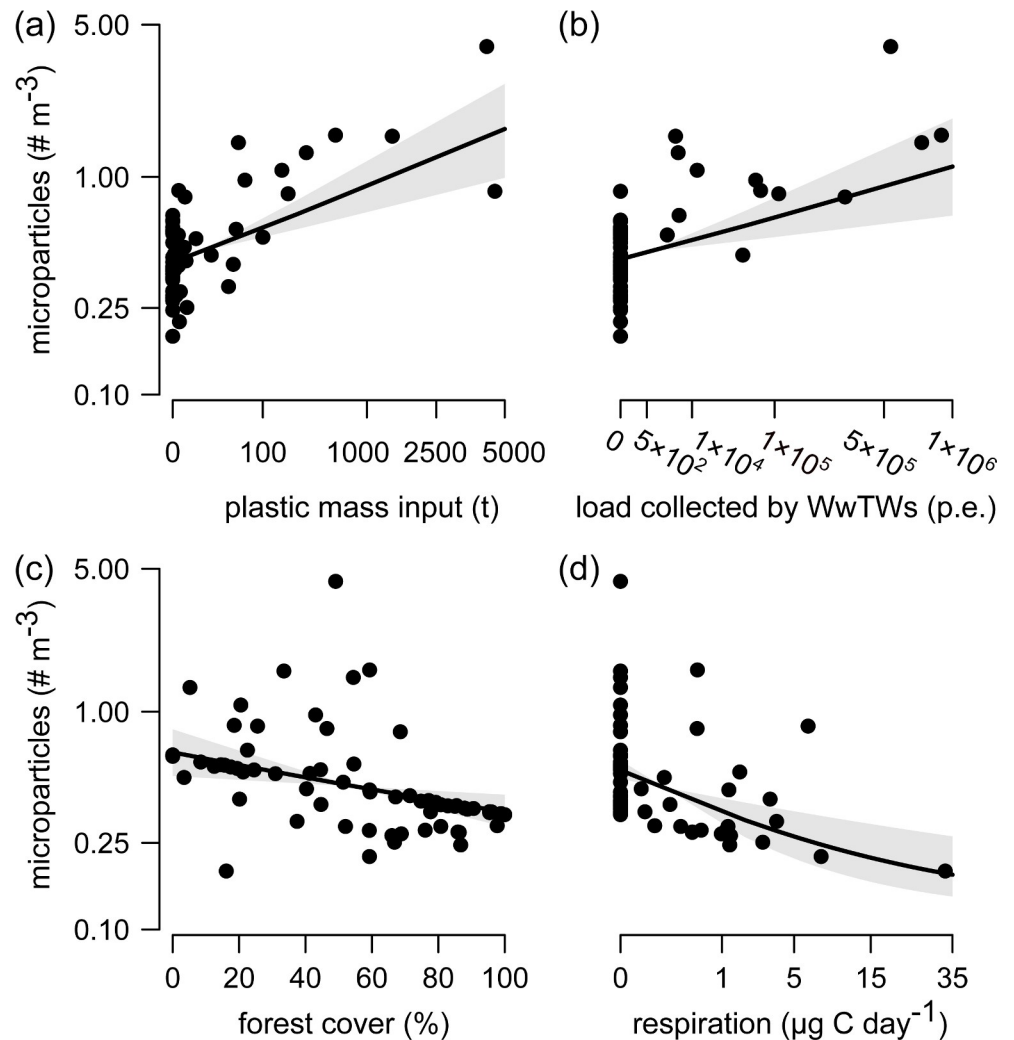 (a)
5.00
1.00
0.25
0.10
microparticles (# m-3)
0 100 1000 2500 5000
plastic mass input (t)
(b)
0 5×10² 1×10⁴ 1×10⁵ 5×10⁵ 1×10⁶
load collected by WwTWs (p.e.)
(c)
5.00
1.00
0.25
0.10
microparticles (# m-3)
0 20 40 60 80 100
forest cover (%)
(d)
0 1 5 15 35
respiration (µg C day-1)